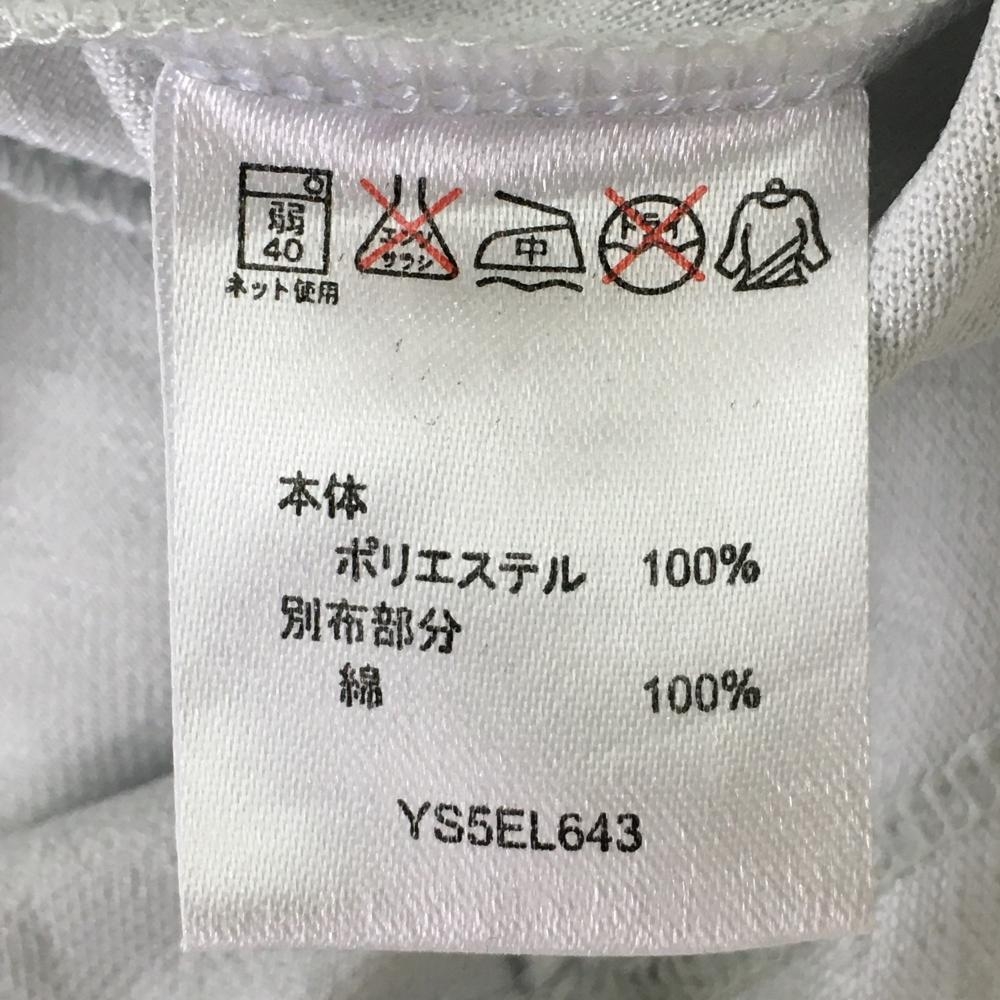 弱
40
ネット使用
エンソ
サラシ
中
ドライ
本体
ポリエステル 100%
別布部分
綿 100%
YS5EL643